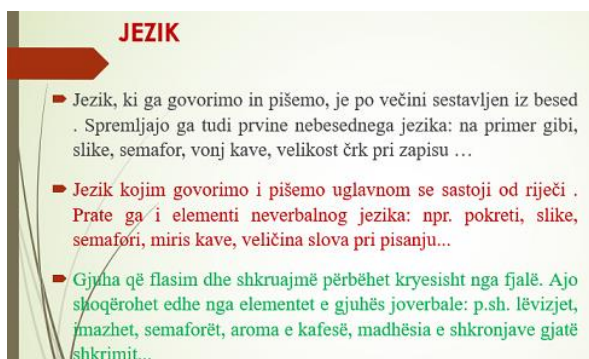 JEZIK
Jezik, ki ga govorimo in pišemo, je po večini sestavljen iz besed
. Spremljajo ga tudi prvine nebesednega jezika: na primer gibi,
slike, semafor, vonj kave, velikost črk pri zapisu …
Jezik kojim govorimo i pišemo uglavnom se sastoji od riječi .
Prate ga i elementi neverbalnog jezika: npr. pokreti, slike,
semafori, miris kave, veličina slova pri pisanju...
Gjuha që flasim dhe shkruajmë përbëhet kryesisht nga fjalë. Ajo
shoqërohet edhe nga elementet e gjuhës joverbale: p.sh. lëvizjet,
imazhet, semaforët, aroma e kafesë, madhësia e shkronjave gjatë
shkrimit...